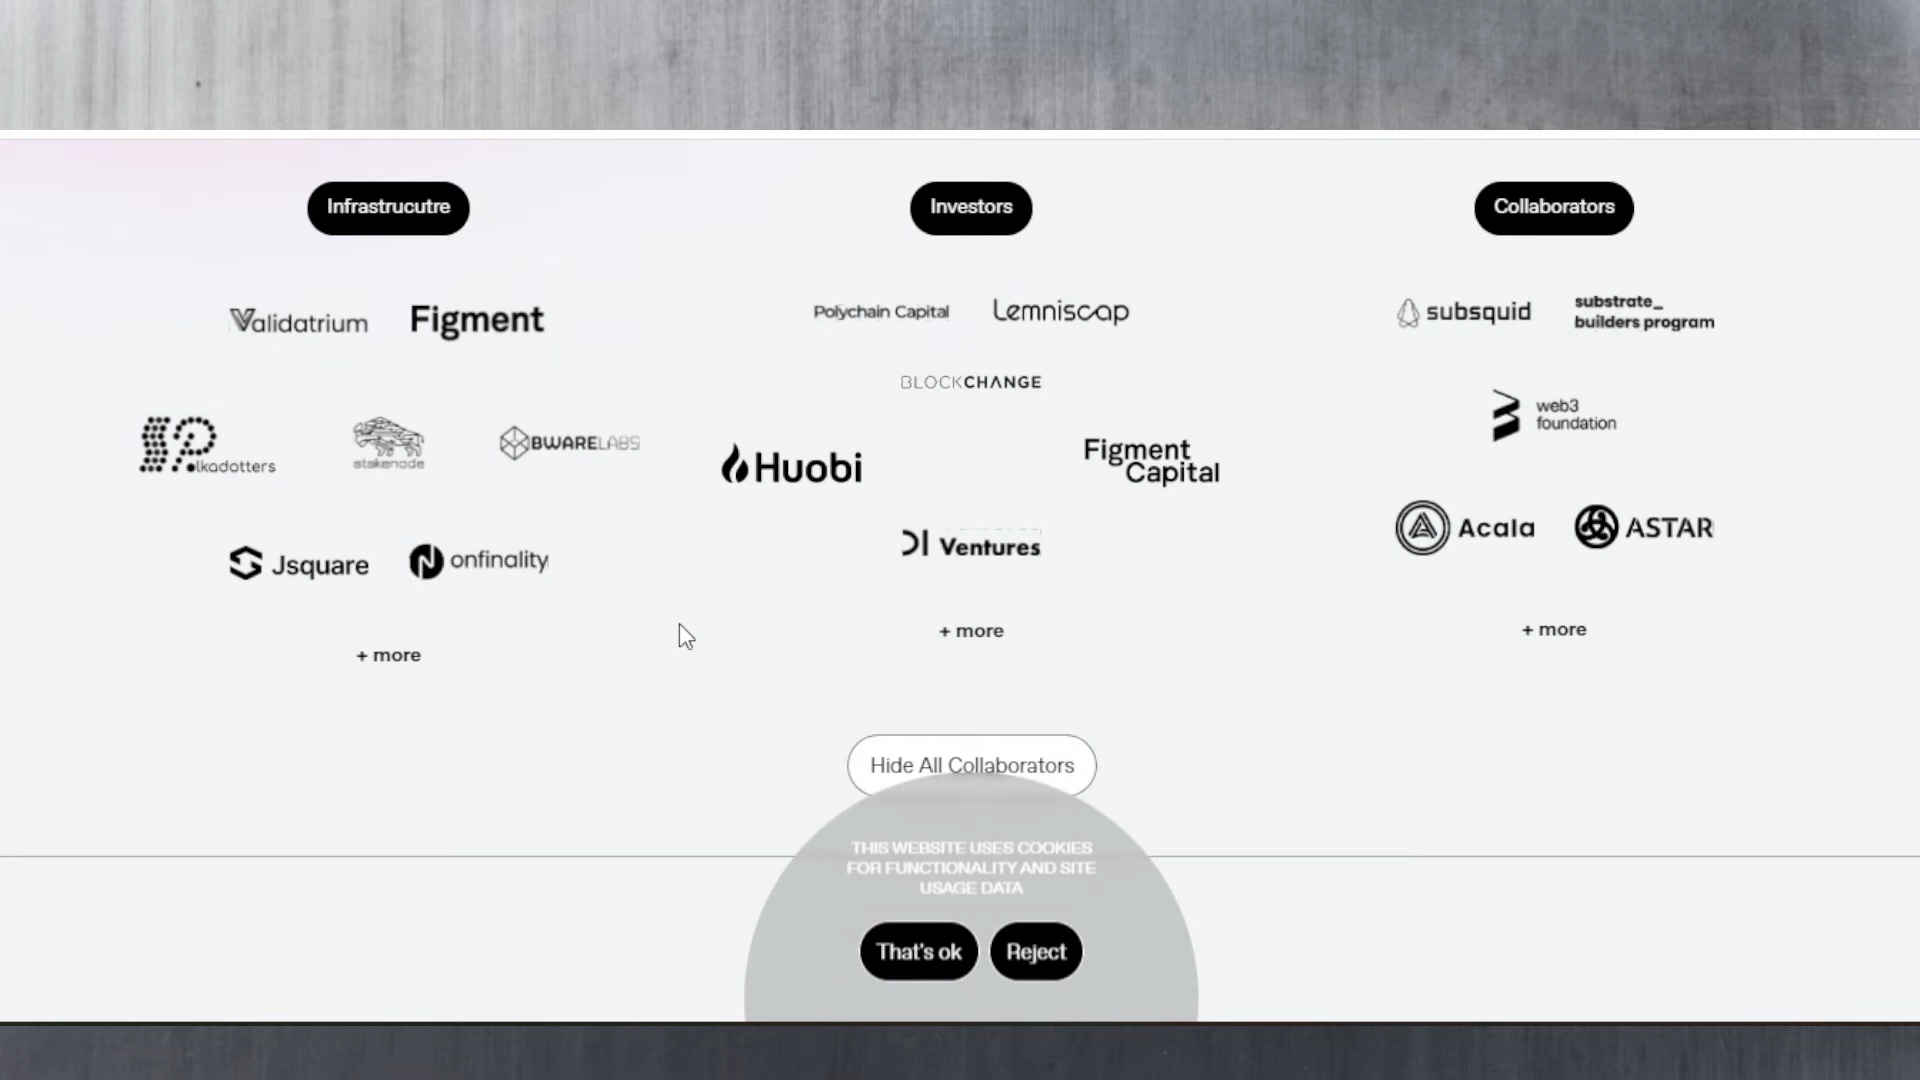 Infrastrucutre
Validatrium Figment
lkadotters stakenode BWARELABS
Jsquare onfinality
+ more
Investors
Polychain Capital Lemniscap
BLOCKCHANGE
Huobi
Figment
Capital
Ventures
+ more
Collaborators
subsquid
substrate_
builders program
web3
foundation
Acala ASTAR
+ more
Hide All Collaborators
THIS WEBSITE USES COOKIES
FOR FUNCTIONALITY AND SITE
USAGE DATA
That's ok Reject